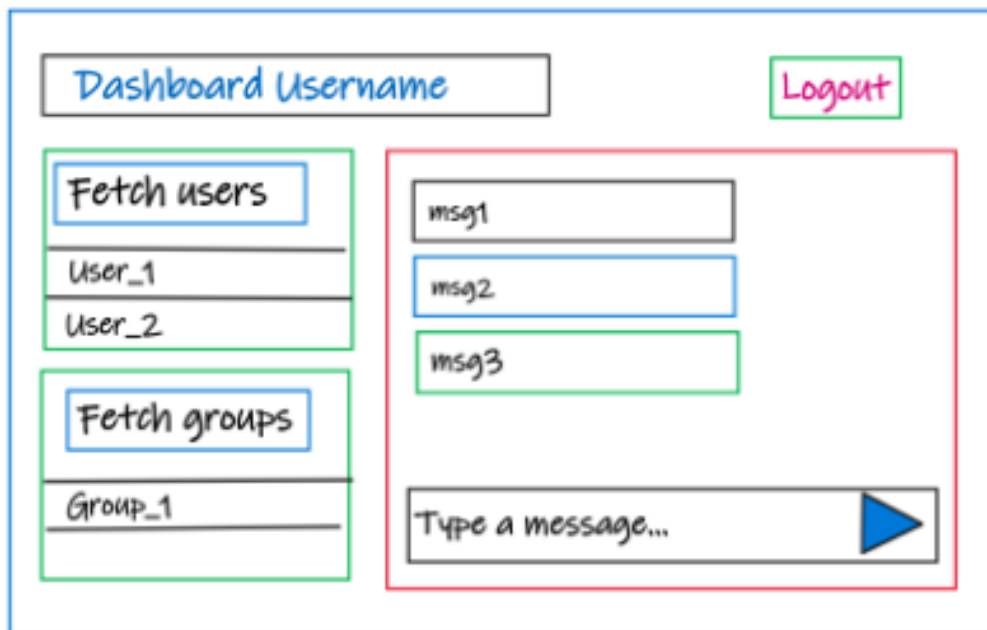 Dashboard Username
Logout
Fetch users
User_1
User_2
Fetch groups
Group_1
msg1
msg2
msg3
Type a message...